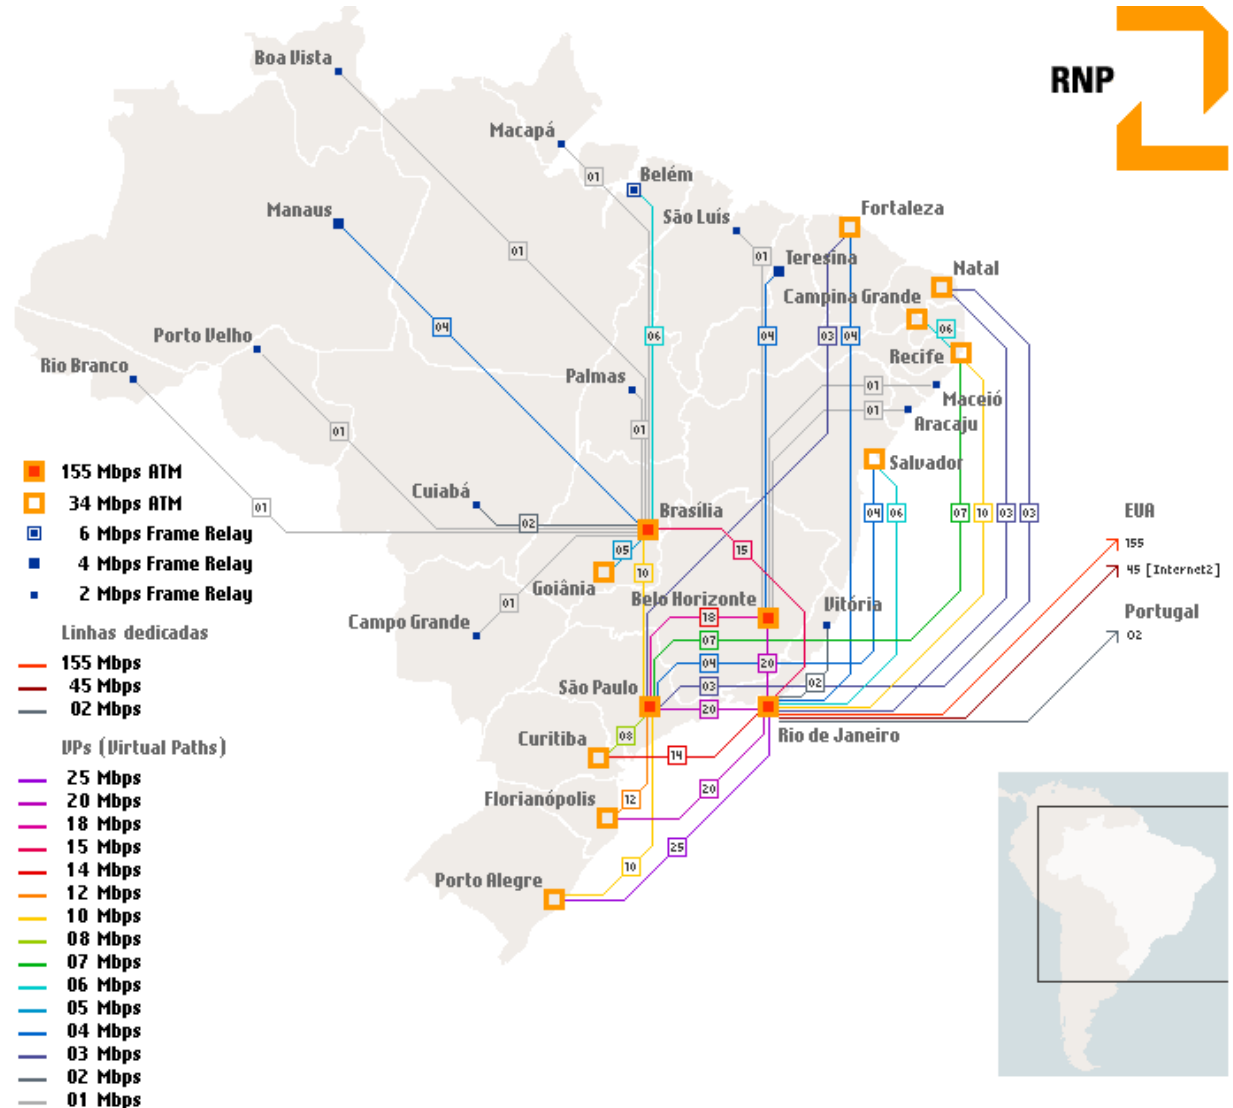 RNP
Boa Vista
Macapá
01
Belém
Manaus
São Luís
Fortaleza
01
01
Teresina
Natal
Campina Grande
04
06
04
03
04
06
Porto Velho
Recife
Rio Branco
Palmas
01
Maceió
01
Aracaju
01
01
155 Mbps ATM
Salvador
34 Mbps ATM
Cuiabá
01
02
Brasília
04
06
07
10
03
03
EUA
6 Mbps Frame Relay
05
15
155
4 Mbps Frame Relay
10
45 [Internet2]
Goiânia
2 Mbps Frame Relay
01
Belo Horizonte
Vitória
Portugal
Campo Grande
18
02
Linhas dedicadas
07
155 Mbps
04
20
45 Mbps
São Paulo
03
02
02 Mbps
20
Curitiba
08
Rio de Janeiro
VPs (Virtual Paths)
14
25 Mbps
Florianópolis
12
20
20 Mbps
18 Mbps
15 Mbps
25
14 Mbps
10
Porto Alegre
12 Mbps
10 Mbps
08 Mbps
07 Mbps
06 Mbps
05 Mbps
04 Mbps
03 Mbps
02 Mbps
01 Mbps